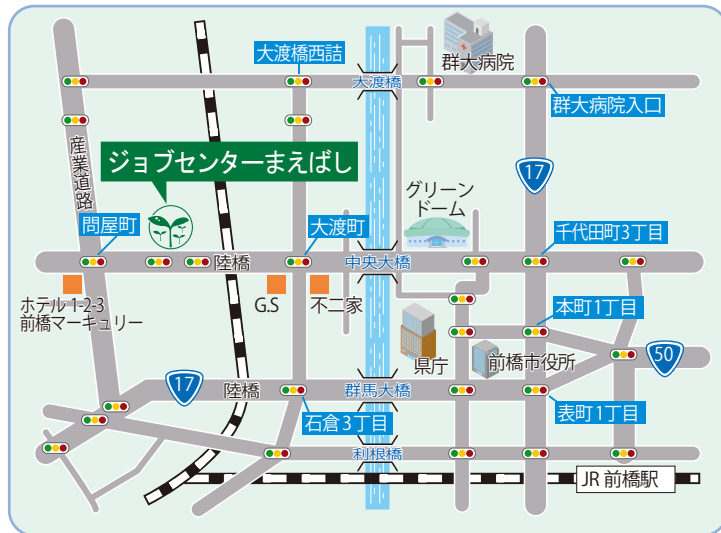 大渡橋西詰
群大病院
大渡橋
群大病院入口
産業道路
ジョブセンターまえばし
17
グリーン
ドーム
問屋町
大渡町
千代田町3丁目
陸橋
中央大橋
ホテル 1-2-3
前橋マーキュリー
G.S
不二家
本町1丁目
県庁
前橋市役所
50
17
陸橋
群馬大橋
石倉3丁目
表町1丁目
利根橋
JR 前橋駅